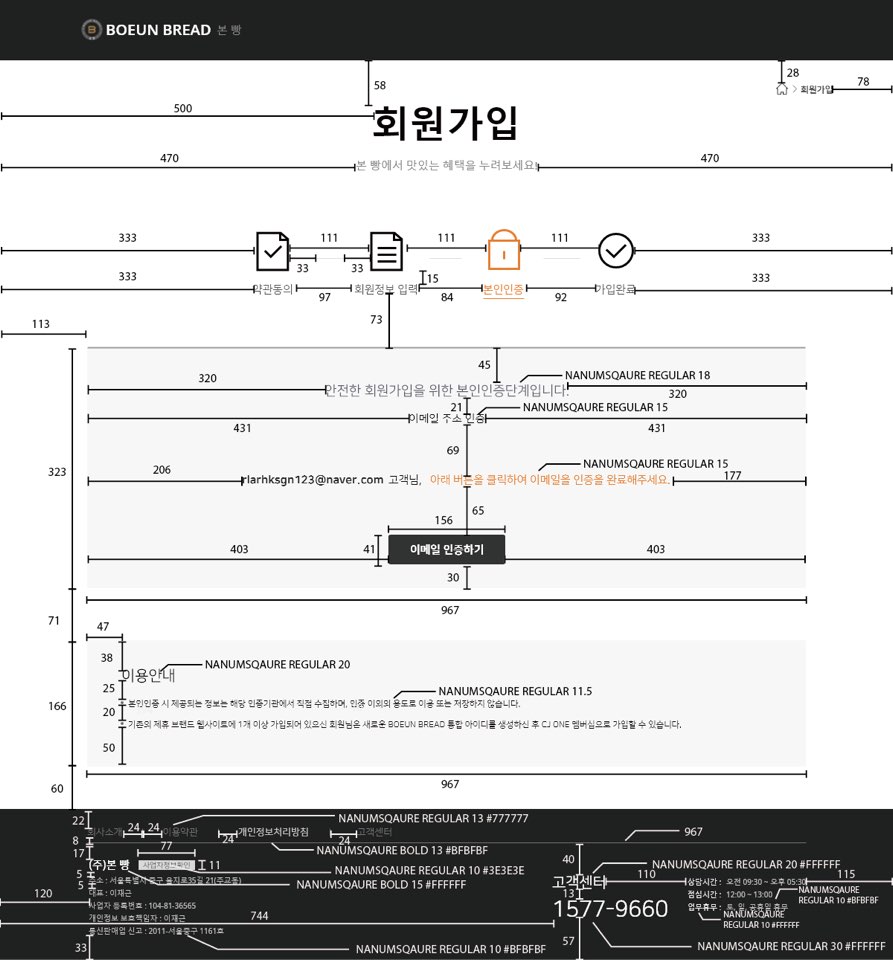 BOEUN BREAD 본 빵
28
58
회원가입
78
500
회원가입
470
본 빵에서 맛있는 혜택을 누려보세요!
470
333
111
111
111
333
33
33
15
333
약관동의
회원정보 입력
본인인증
가입완료
333
97
84
92
73
113
45
NANUMSQAURE REGULAR 18
320
안전한 회원가입을 위한 본인인증단계입니다.
320
21
NANUMSQAURE REGULAR 15
이메일 주소 인증
431
431
69
NANUMSQAURE REGULAR 15
323
206
rlarhksgn123@naver.com 고객님, 아래 버튼을 클릭하여 이메일을 인증을 완료해주세요.
177
65
156
403
41
이메일 인증하기
403
30
967
71
47
38
NANUMSQAURE REGULAR 20
이용안내
25
NANUMSQAURE REGULAR 11.5
본인인증 시 제공되는 정보는 해당 인증기관에서 직접 수집하며, 인증 이외의 용도로 이용 또는 저장하지 않습니다.
166
20
기존의 제휴 브랜드 웹사이트에 1개 이상 가입되어 있으신 회원님은 새로운 BOEUN BREAD 통합 아이디를 생성하신 후 CJ ONE 멤버십으로 가입할 수 있습니다.
50
967
60
22
NANUMSQAURE REGULAR 13 #777777
회사소개
24
24
이용약관
24
개인정보처리방침
24
고객센터
967
8
77
NANUMSQAURE BOLD 13 #BFBFBF
17
(주)본 빵
사업자정보확인
11
40
NANUMSQAURE REGULAR 20 #FFFFFF
5
NANUMSQAURE REGULAR 10 #3E3E3E
주소 : 서울특별시 중구 을지로35길 21(주교동)
5
NANUMSQAURE BOLD 15 #FFFFFF
고객센터
110
상담시간 : 오전 09:30 ~ 오후 05:30
115
대표 : 이재근
13
점심시간 : 12:00 ~ 13:00
NANUMSQAURE
REGULAR 10 #BFBFBF
120
사업자 등록번호 : 104-81-36565
1577-9660
업무휴무 : 토, 일, 공휴일 휴무
개인정보 보호책임자 : 이재근
744
NANUMSQAURE
REGULAR 10 #FFFFFF
통신판매업 신고 : 2011-서울중구 1161호
33
NANUMSQAURE REGULAR 10 #BFBFBF
57
NANUMSQAURE REGULAR 30 #FFFFFF